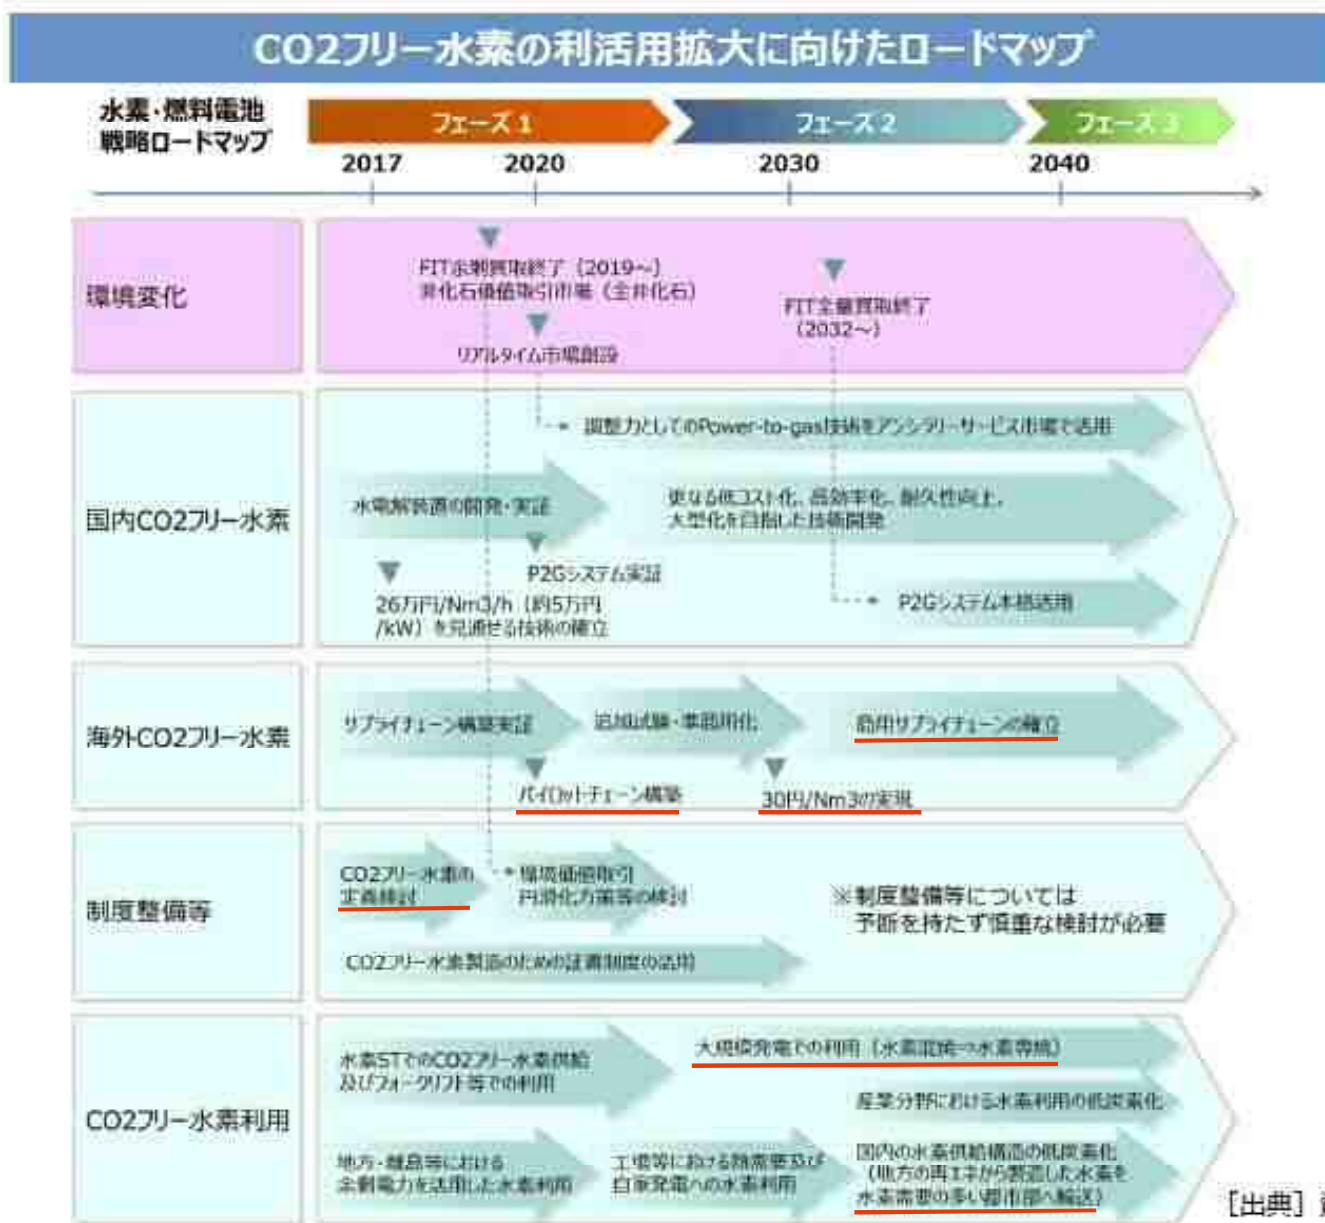 CO2フリー水素の利活用拡大に向けたロードマップ
水素・燃料電池
戦略ロードマップ
フェーズ 1
フェーズ 2
フェーズ 3
2017
2020
2030
2040
環境変化
FIT余剰買取終了（2019～）
非化石価値取引市場（全非化石）
リアルタイム市場創設
FIT全量買取終了
（2032～）
国内CO2フリー水素
調整力としてのPower-to-gas技術をアンシラリーサービス市場で活用
水電解装置の開発・実証
更なる低コスト化、高効率化、耐久性向上、
大型化を目指した技術開発
P2Gシステム実証
26万円/Nm3/h（約5万円
/kW）を見通せる技術の確立
P2Gシステム本格活用
海外CO2フリー水素
サプライチェーン構築実証
追加試験・準商用化
商用サプライチェーンの確立
パイロットチェーン構築
30円/Nm3の実現
制度整備等
CO2フリー水素の
定義検討
環境価値取引
円滑化方策等の検討
※制度整備等については
予断を持たず慎重な検討が必要
CO2フリー水素製造のための証書制度の活用
CO2フリー水素利用
水素STでのCO2フリー水素供給
及びフォークリフト等での利用
大規模発電での利用（水素混焼⇒水素専焼）
産業分野における水素利用の低炭素化
地方・離島等における
余剰電力を活用した水素利用
工場等における熱需要及び
自家発電への水素利用
国内の水素供給構造の低炭素化
（地方の再エネから製造した水素を
水素需要の多い都市部へ輸送）
［出典］